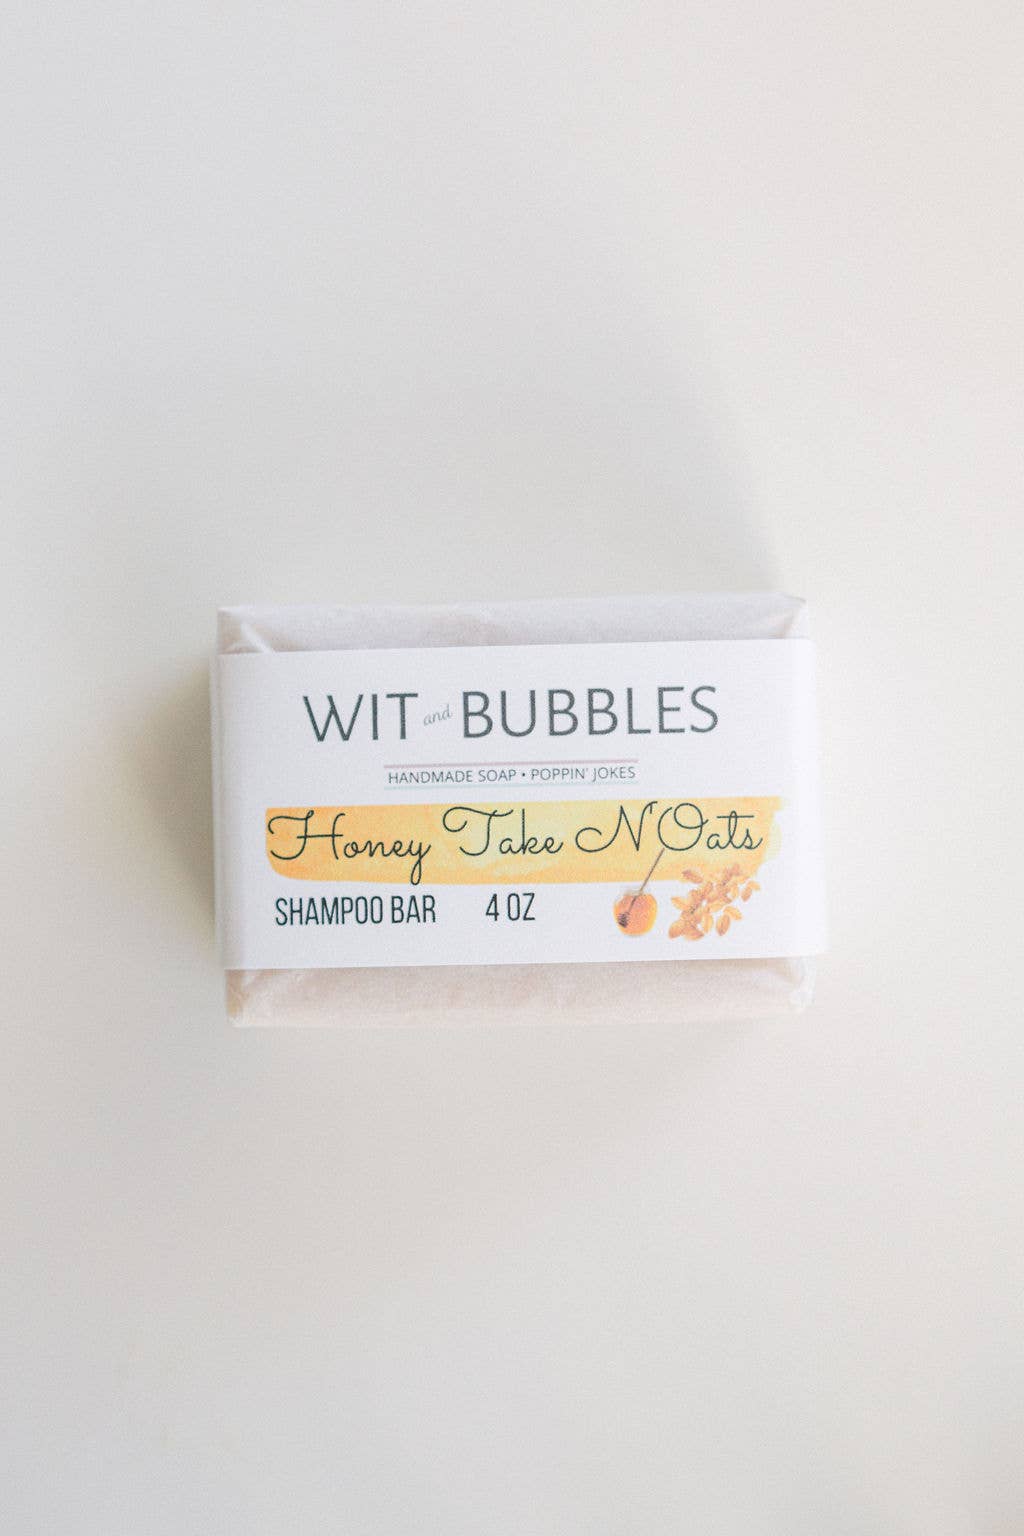 WIT and BUBBLES
HANDMADE SOAP • POPPIN' JOKES
Honey Take N'Oats
SHAMPOO BAR 4 OZ